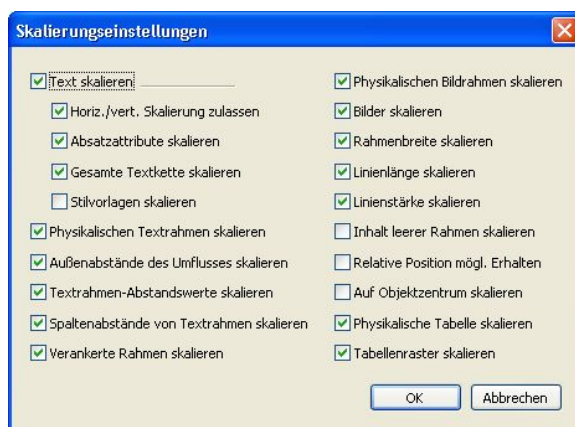 Skalierungseinstellungen
Text skalieren
Horiz./vert. Skalierung zulassen
Absatzattribute skalieren
Gesamte Textkette skalieren
Stilvorlagen skalieren
Physikalischen Textrahmen skalieren
Außenabstände des Umflusses skalieren
Textrahmen-Abstandswerte skalieren
Spaltenabstände von Textrahmen skalieren
Verankerte Rahmen skalieren
Physikalischen Bildrahmen skalieren
Bilder skalieren
Rahmenbreite skalieren
Linienlänge skalieren
Linienstärke skalieren
Inhalt leerer Rahmen skalieren
Relative Position mögl. Erhalten
Auf Objektzentrum skalieren
Physikalische Tabelle skalieren
Tabellenraster skalieren
OK
Abbrechen